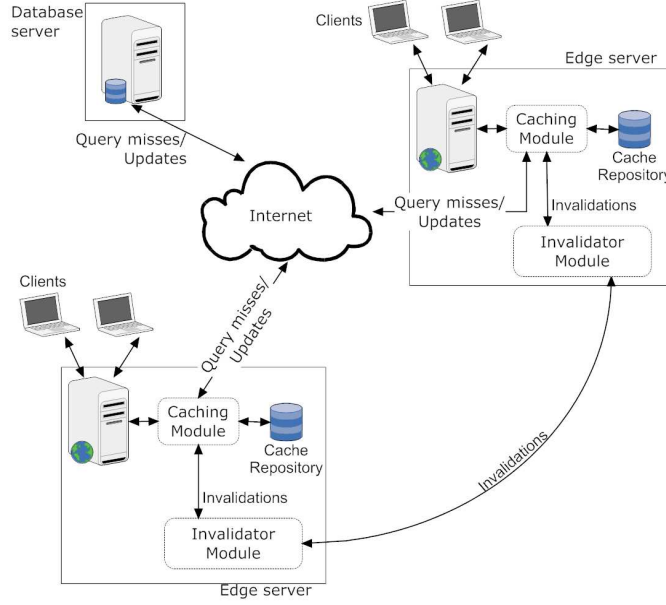 Database
server
Query misses/
Updates
Clients
Edge server
Caching
Module
Cache
Repository
Internet
Query misses/
Updates
Invalidations
Invalidator
Module
Clients
Query misses/
Updates
Caching
Module
Cache
Repository
Invalidations
Invalidator
Module
Edge server
Invalidations